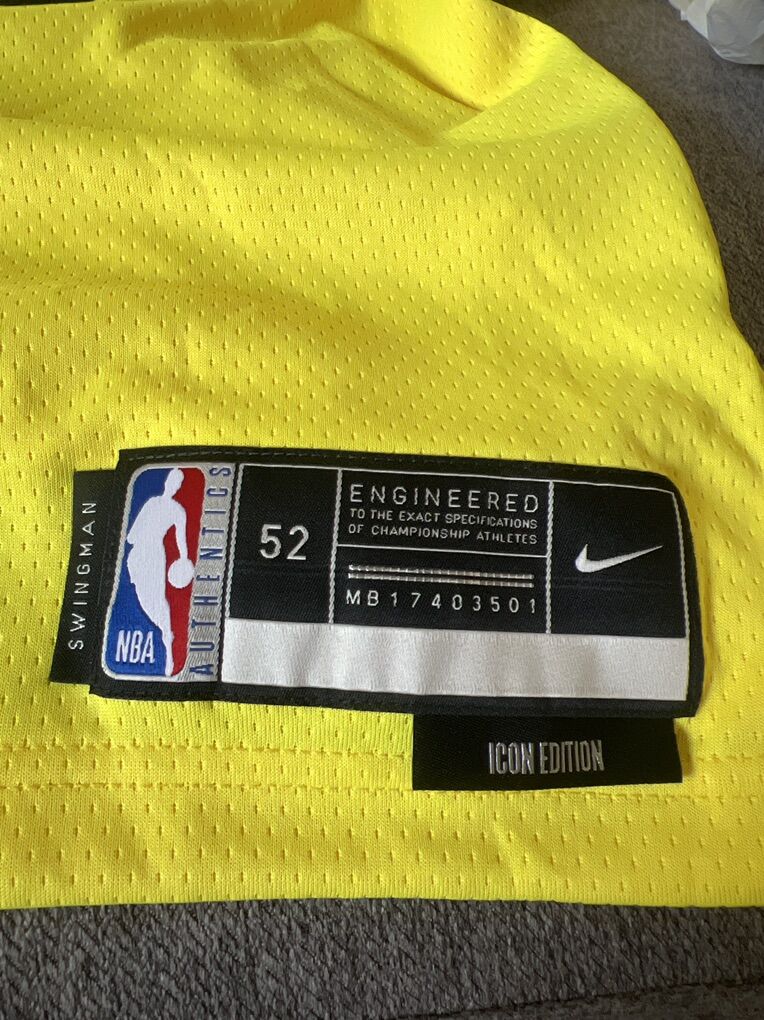 SWINGMAN
NBA
AUTHENTICS
52
ENGINEERED
TO THE EXACT SPECIFICATIONS
OF CHAMPIONSHIP ATHLETES
MB17403501
ICON EDITION